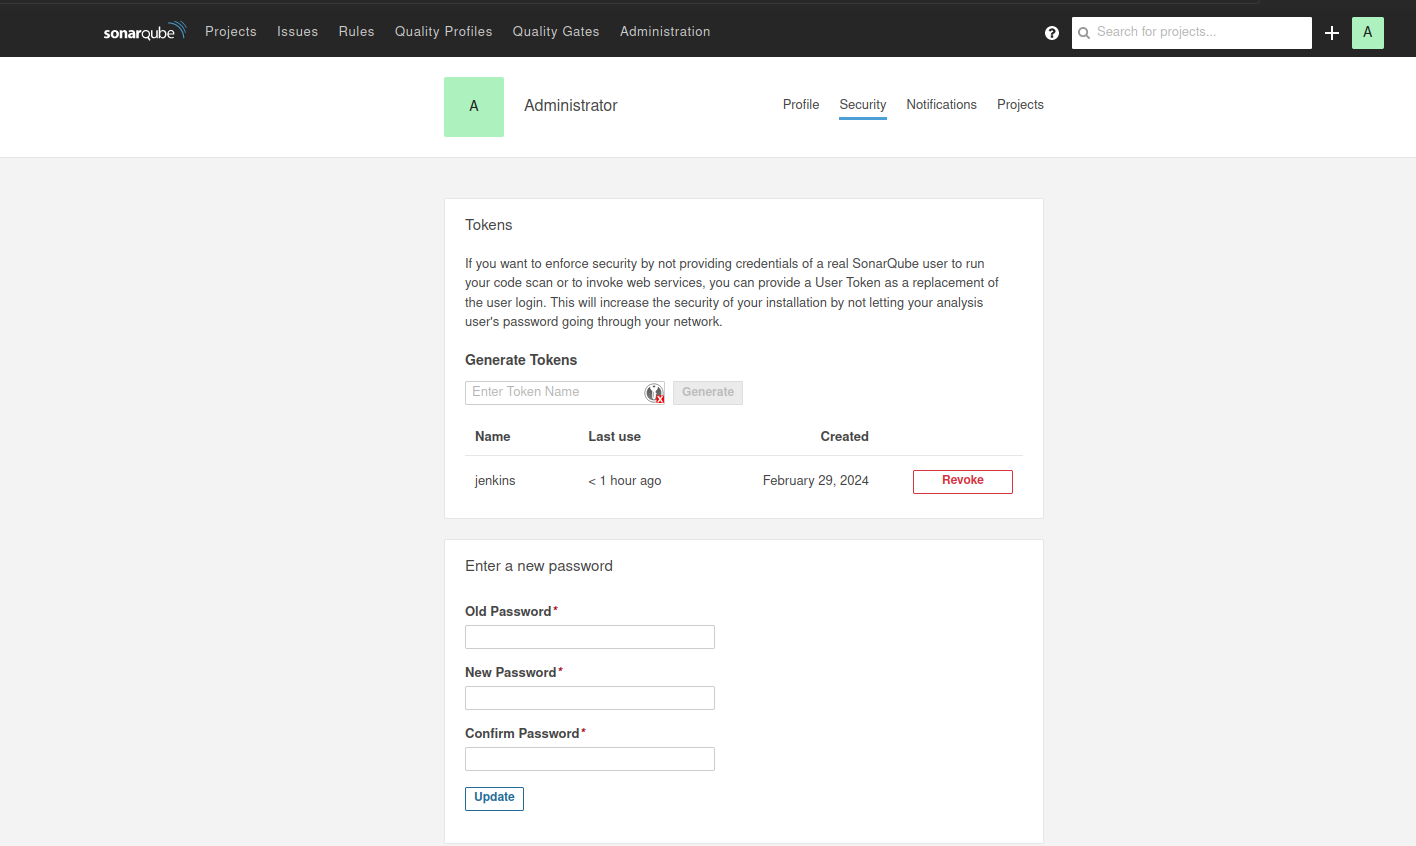 sonarqube Projects Issues Rules Quality Profiles Quality Gates Administration ? Search for projects... A
A Administrator Profile Security Notifications Projects
Tokens
If you want to enforce security by not providing credentials of a real SonarQube user to run
your code scan or to invoke web services, you can provide a User Token as a replacement of
the user login. This will increase the security of your installation by not letting your analysis
user's password going through your network.
Generate Tokens
Enter Token Name Generate
Name Last use Created
jenkins < 1 hour ago February 29, 2024 Revoke
Enter a new password
Old Password*
New Password*
Confirm Password*
Update